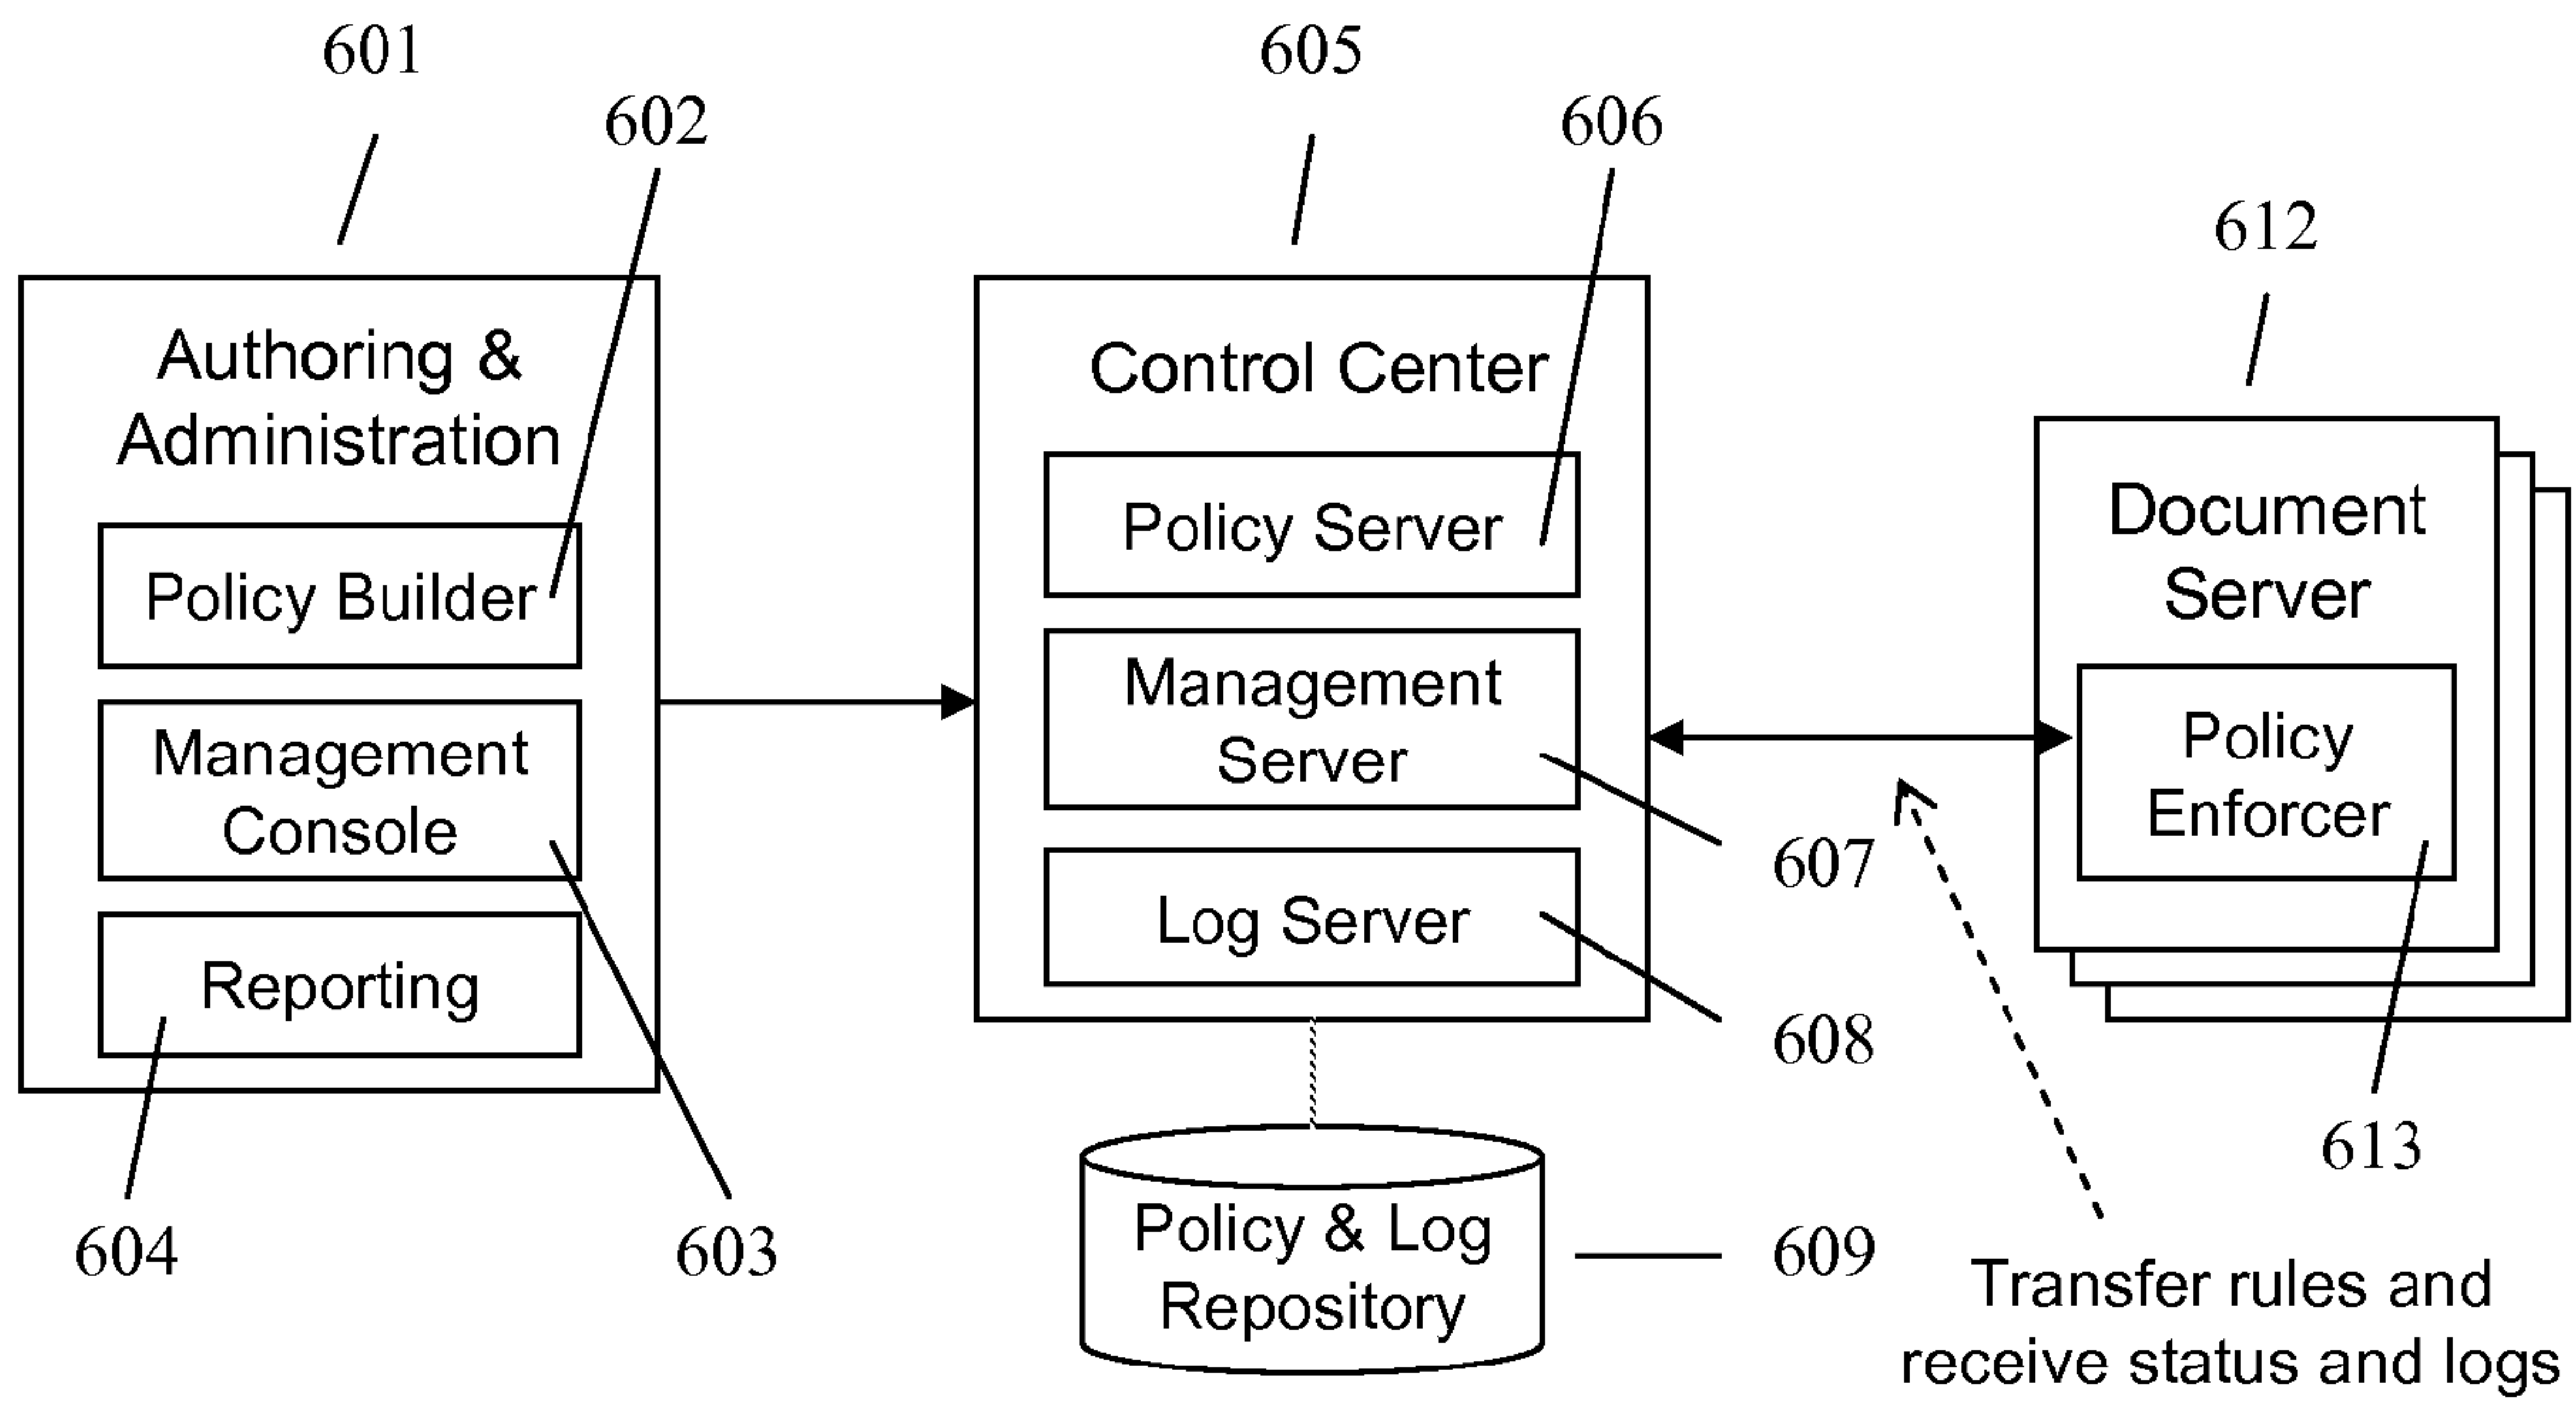 601
602
605
606
612
Authoring &
Administration
Policy Builder
Management
Console
Reporting
604
603
Control Center
Policy Server
Management
Server
Log Server
607
608
Policy & Log
Repository
609
Document
Server
Policy
Enforcer
613
Transfer rules and
receive status and logs